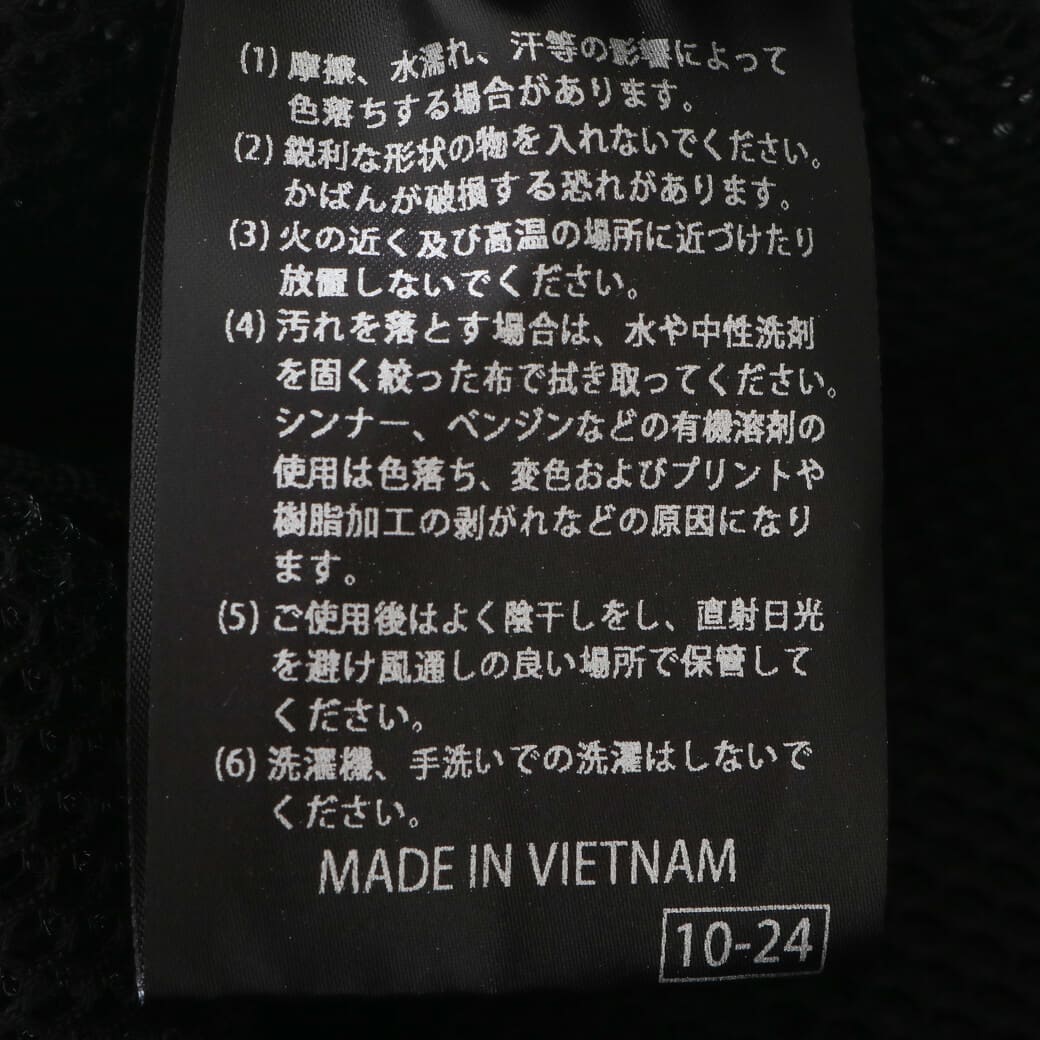 (1) 摩擦、水濡れ、汗等の影響によって
色落ちする場合があります。
(2) 鋭利な形状の物を入れないでください。
かばんが破損する恐れがあります。
(3) 火の近く及び高温の場所に近づけたり
放置しないでください。
(4) 汚れを落とす場合は、水や中性洗剤
を固く絞った布で拭き取ってください。
シンナー、ベンジンなどの有機溶剤の
使用は色落ち、変色およびプリントや
樹脂加工の剥がれなどの原因になり
ます。
(5) ご使用後はよく陰干しをし、直射日光
を避け風通しの良い場所で保管して
ください。
(6) 洗濯機、手洗いでの洗濯はしないで
ください。
MADE IN VIETNAM
10-24